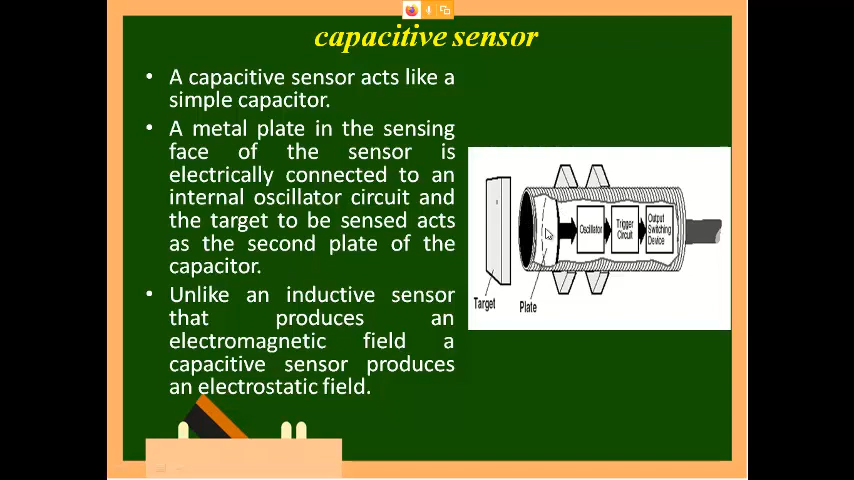 capacitive sensor
• A capacitive sensor acts like a
simple capacitor.
• A metal plate in the sensing
face of the sensor is
electrically connected to an
internal oscillator circuit and
the target to be sensed acts
as the second plate of the
capacitor.
• Unlike an inductive sensor
that produces an
electromagnetic field a
capacitive sensor produces
an electrostatic field.
Oscillator
Trigger
Circuit
Output
Switching
Device
Target
Plate